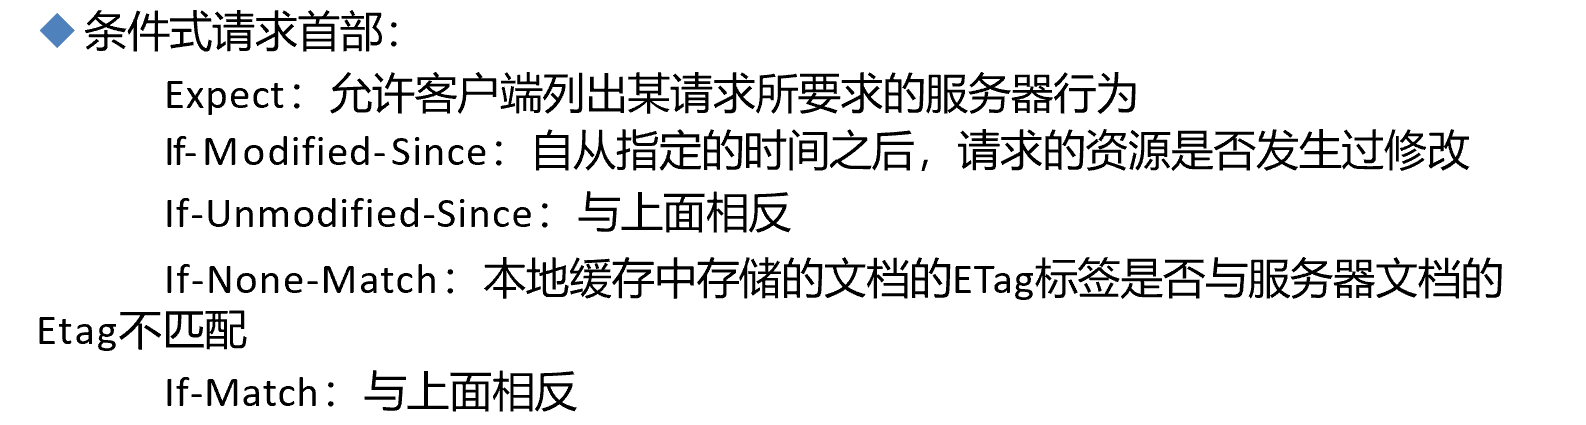 条件式请求首部：
Expect：允许客户端列出某请求所要求的服务器行为
If-Modified-Since：自从指定的时间之后，请求的资源是否发生过修改
If-Unmodified-Since：与上面相反
If-None-Match：本地缓存中存储的文档的ETag标签是否与服务器文档的
Etag不匹配
If-Match：与上面相反